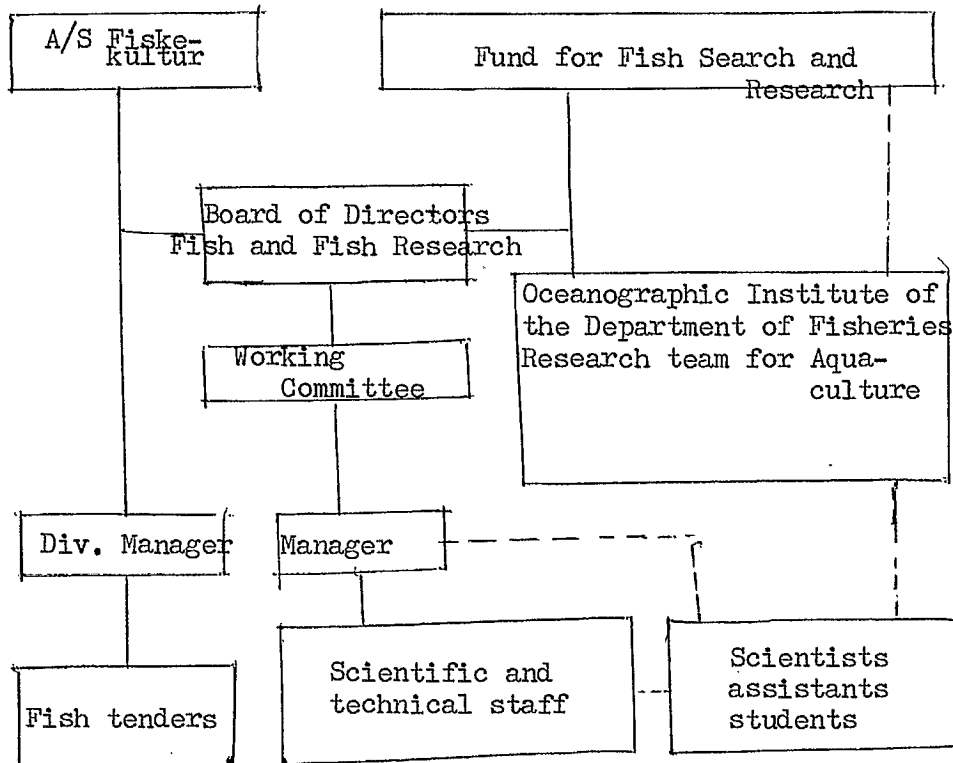 A/S Fiske-
kultur
Fund for Fish Search and
Research
Board of Directors
Fish and Fish Research
Oceanographic Institute of
the Department of Fisheries
Research team for Aqua-
culture
Working
Committee
Div. Manager
Manager
Fish tenders
Scientific and
technical staff
Scientists
assistants
students